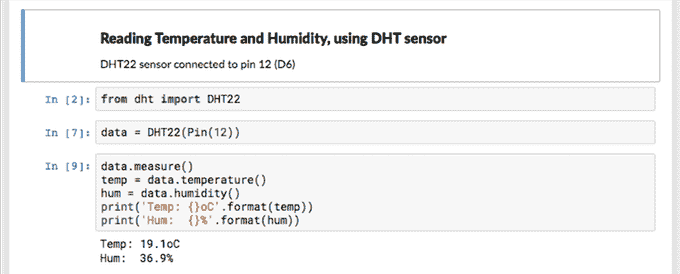 Reading Temperature and Humidity, using DHT sensor
DHT22 sensor connected to pin 12 (D6)
In [2]: from dht import DHT22
In [7]: data = DHT22(Pin(12))
In [9]: data.measure()
temp = data.temperature()
hum = data.humidity()
print('Temp: {}oC'.format(temp))
print('Hum:  {}%'.format(hum))
Temp: 19.1oC
Hum:  36.9%